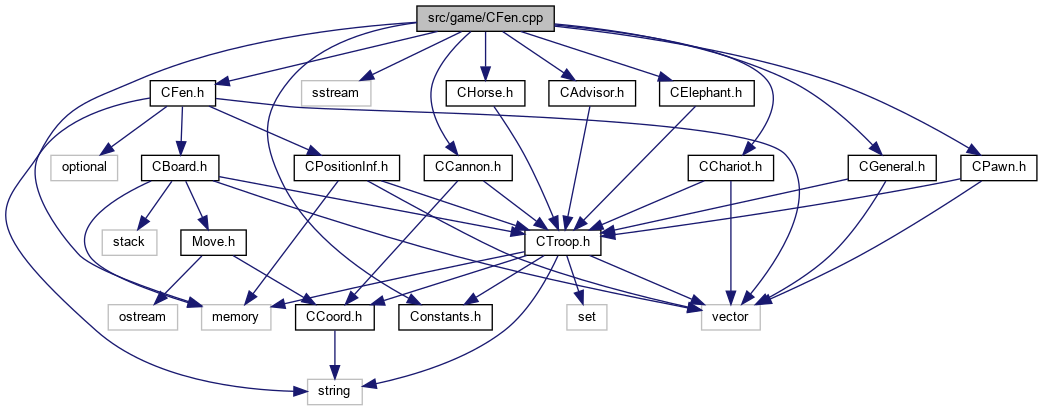 src/game/CFen.cpp
CFen.h
sstream
CHorse.h
CAdvisor.h
CElephant.h
optional
CBoard.h
CPositionInf.h
CCannon.h
CChariot.h
CGeneral.h
CPawn.h
stack
Move.h
CTroop.h
ostream
memory
CCoord.h
Constants.h
set
vector
string